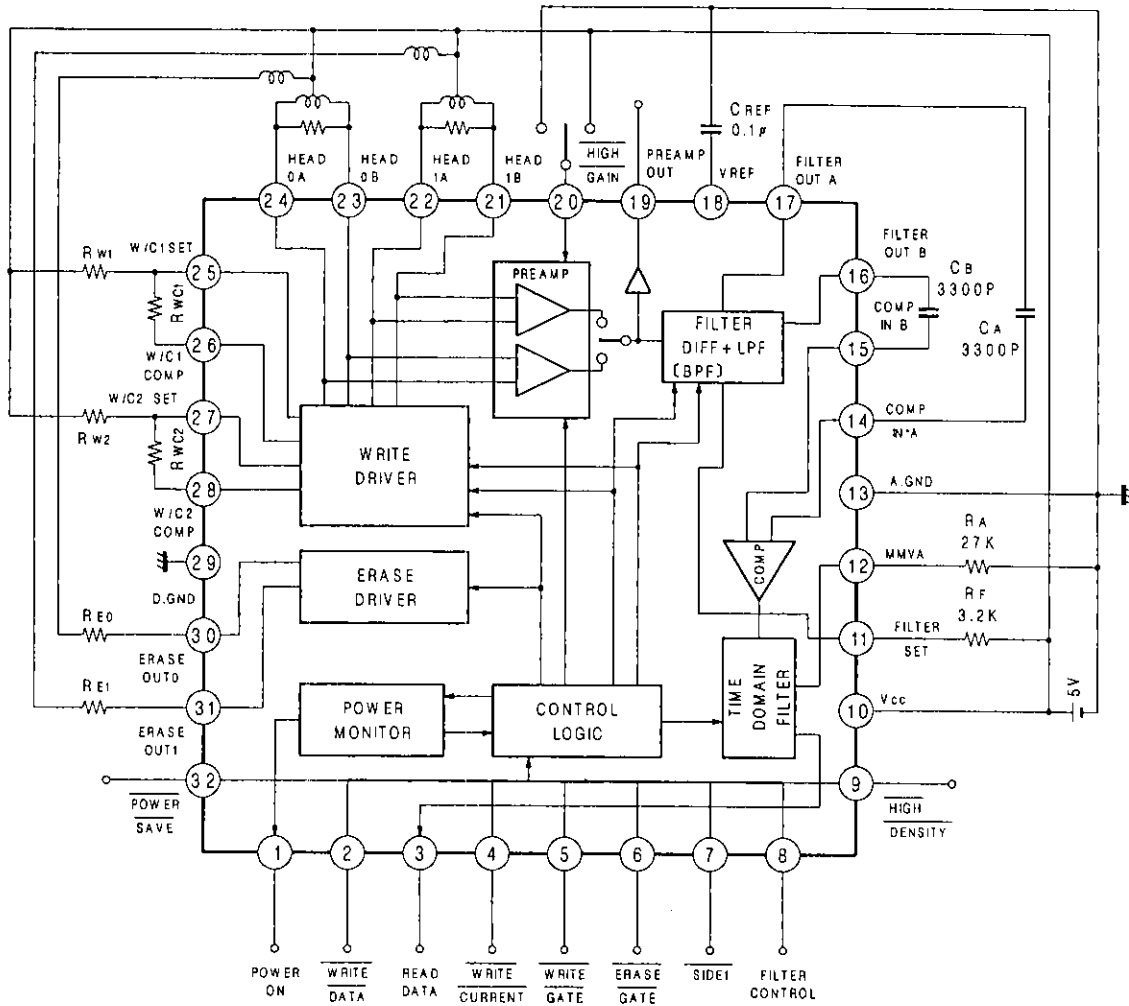 C REF
0.1μ
HEAD
0A
HEAD
0B
HEAD
1A
HEAD
1B
HIGH
GAIN
PREAMP
OUT
VREF
FILTER
OUT A
24
23
22
21
20
19
18
17
RW1
W/C1SET
25
RWC1
26
W/C1
COMP
W/C2 SET
27
RW2
RWC2
28
W/C2
COMP
29
D.GND
RE0
30
ERASE
OUT0
RE1
31
ERASE
OUT1
32
POWER
SAVE
PREAMP
FILTER
DIFF + LPF
(BPF)
WRITE
DRIVER
ERASE
DRIVER
POWER
MONITOR
CONTROL
LOGIC
COMP
TIME
DOMAIN
FILTER
FILTER
OUT B
16
CB
3300P
COMP
IN B
15
CA
3300P
14
COMP
IN*A
13
A.GND
RA
27K
12
MMVA
RF
3.2K
11
FILTER
SET
10
Vcc
5V
9
HIGH
DENSITY
1
2
3
4
5
6
7
8
POWER
ON
WRITE
DATA
READ
DATA
WRITE
CURRENT
WRITE
GATE
ERASE
GATE
SIDE1
FILTER
CONTROL